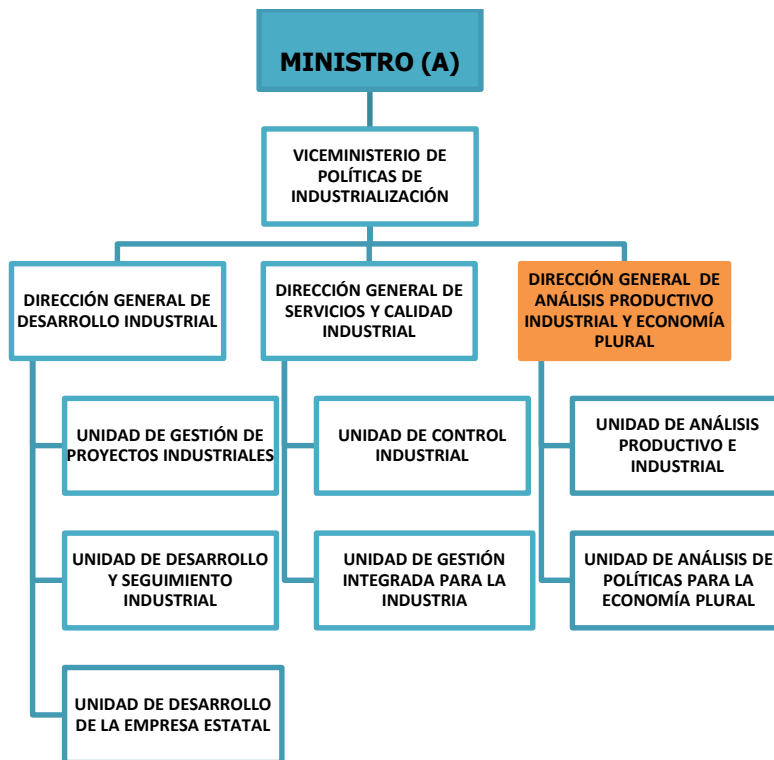 MINISTRO (A)
VICEMINISTERIO DE
POLÍTICAS DE
INDUSTRIALIZACIÓN
DIRECCIÓN GENERAL DE
DESARROLLO INDUSTRIAL
DIRECCIÓN GENERAL DE
SERVICIOS Y CALIDAD
INDUSTRIAL
DIRECCIÓN GENERAL DE
ANÁLISIS PRODUCTIVO
INDUSTRIAL Y ECONOMÍA
PLURAL
UNIDAD DE GESTIÓN DE
PROYECTOS INDUSTRIALES
UNIDAD DE CONTROL
INDUSTRIAL
UNIDAD DE ANÁLISIS
PRODUCTIVO E
INDUSTRIAL
UNIDAD DE DESARROLLO
Y SEGUIMIENTO
INDUSTRIAL
UNIDAD DE GESTIÓN
INTEGRADA PARA LA
INDUSTRIA
UNIDAD DE ANÁLISIS DE
POLÍTICAS PARA LA
ECONOMÍA PLURAL
UNIDAD DE DESARROLLO
DE LA EMPRESA ESTATAL